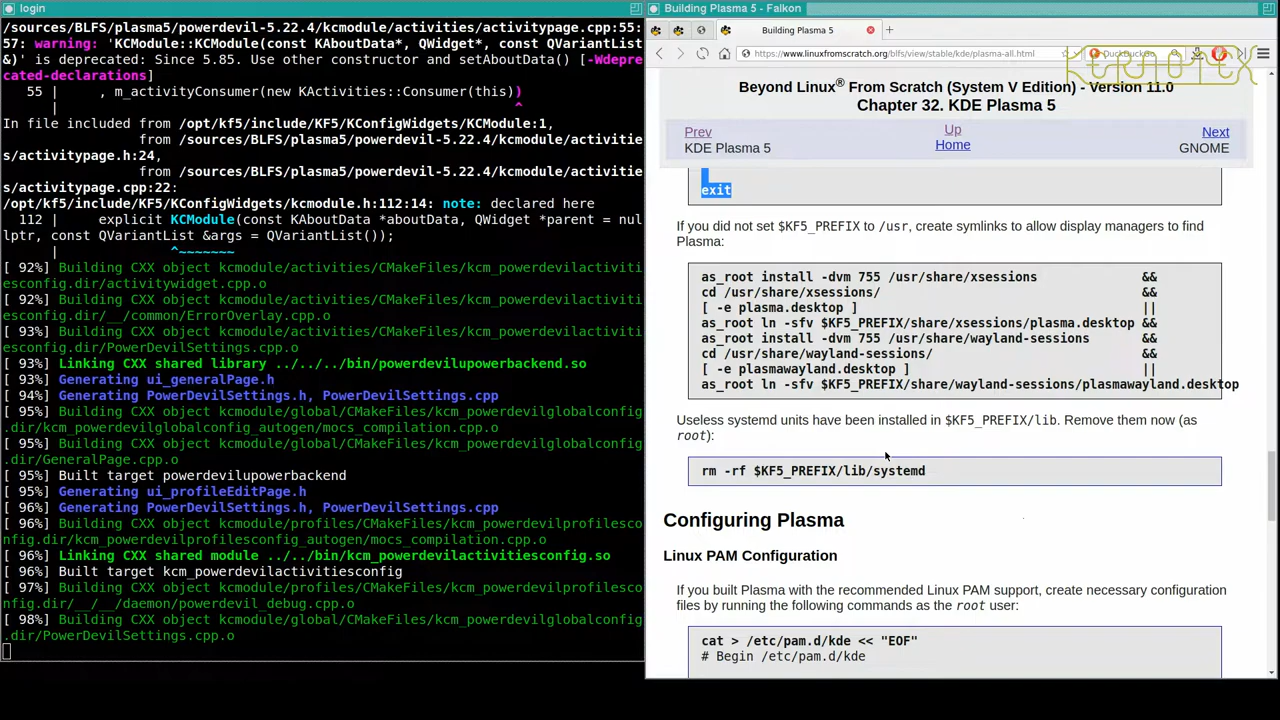 login
/sources/BLFS/plasma5/powerdevil-5.22.4/kcmodule/activities/activitypage.cpp:55:
57: warning: 'KCModule::KCModule(const KAboutData*, QWidget*, const QVariantList
&)' is deprecated: Since 5.85. Use other constructor and setAboutData() [-Wdepre
cated-declarations]
55 |     , m_activityConsumer(new KActivities::Consumer(this))
|                                                         ^
In file included from /opt/kf5/include/KF5/KConfigWidgets/KCModule:1,
from /sources/BLFS/plasma5/powerdevil-5.22.4/kcmodule/activitie
s/activitypage.h:24,
from /sources/BLFS/plasma5/powerdevil-5.22.4/kcmodule/activitie
s/activitypage.cpp:22:
/opt/kf5/include/KF5/KConfigWidgets/kcmodule.h:112:14: note: declared here
112 |     explicit KCModule(const KAboutData *aboutData, QWidget *parent = nul
lptr, const QVariantList &args = QVariantList());
|              ^~~~~~~~
[ 92%] Building CXX object kcmodule/activities/CMakeFiles/kcm_powerdevilactiviti
esconfig.dir/activitywidget.cpp.o
[ 92%] Building CXX object kcmodule/activities/CMakeFiles/kcm_powerdevilactiviti
esconfig.dir/__/common/ErrorOverlay.cpp.o
[ 93%] Building CXX object kcmodule/activities/CMakeFiles/kcm_powerdevilactiviti
esconfig.dir/PowerDevilSettings.cpp.o
[ 93%] Linking CXX shared library ../../../bin/powerdevilupowerbackend.so
[ 93%] Generating ui_generalPage.h
[ 94%] Generating PowerDevilSettings.h, PowerDevilSettings.cpp
[ 95%] Building CXX object kcmodule/global/CMakeFiles/kcm_powerdevilglobalconfig
.dir/kcm_powerdevilglobalconfig_autogen/mocs_compilation.cpp.o
[ 95%] Building CXX object kcmodule/global/CMakeFiles/kcm_powerdevilglobalconfig
.dir/GeneralPage.cpp.o
[ 95%] Built target powerdevilupowerbackend
[ 95%] Generating ui_profileEditPage.h
[ 96%] Generating PowerDevilSettings.h, PowerDevilSettings.cpp
[ 96%] Building CXX object kcmodule/profiles/CMakeFiles/kcm_powerdevilprofilesco
nfig.dir/kcm_powerdevilprofilesconfig_autogen/mocs_compilation.cpp.o
[ 96%] Linking CXX shared module ../../bin/kcm_powerdevilactivitiesconfig.so
[ 96%] Built target kcm_powerdevilactivitiesconfig
[ 97%] Building CXX object kcmodule/profiles/CMakeFiles/kcm_powerdevilprofilesco
nfig.dir/__/__/daemon/powerdevil_debug.cpp.o
[ 98%] Building CXX object kcmodule/profiles/CMakeFiles/kcm_powerdevilprofilesco
nfig.dir/PowerDevilSettings.cpp.o
Building Plasma 5 - Falkon
Building Plasma 5
https://www.linuxfromscratch.org/blfs/view/stable/kde/plasma-all.html
DuckDuckGo
Beyond Linux® From Scratch (System V Edition) - Version 11.0
Chapter 32. KDE Plasma 5
Prev Up Next
KDE Plasma 5 Home GNOME
exit
If you did not set $KF5_PREFIX to /usr, create symlinks to allow display managers to find
Plasma:
as_root install -dvm 755 /usr/share/xsessions &&
cd /usr/share/xsessions/ &&
[ -e plasma.desktop ] ||
as_root ln -sfv $KF5_PREFIX/share/xsessions/plasma.desktop &&
as_root install -dvm 755 /usr/share/wayland-sessions &&
cd /usr/share/wayland-sessions/ &&
[ -e plasmawayland.desktop ] ||
as_root ln -sfv $KF5_PREFIX/share/wayland-sessions/plasmawayland.desktop
Useless systemd units have been installed in $KF5_PREFIX/lib. Remove them now (as
root):
rm -rf $KF5_PREFIX/lib/systemd
Configuring Plasma
Linux PAM Configuration
If you built Plasma with the recommended Linux PAM support, create necessary configuration
files by running the following commands as the root user:
cat > /etc/pam.d/kde << "EOF"
# Begin /etc/pam.d/kde